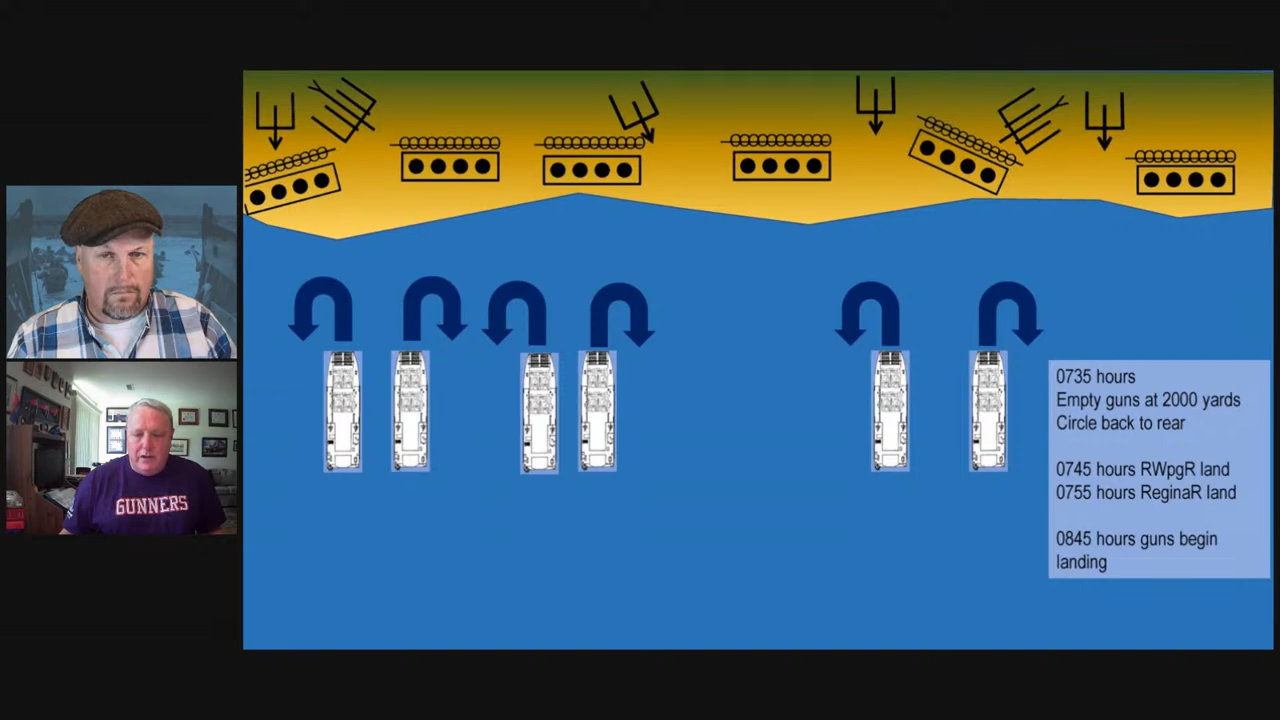 GUNNERS
0735 hours
Empty guns at 2000 yards
Circle back to rear
0745 hours RWpgR land
0755 hours ReginaR land
0845 hours guns begin
landing